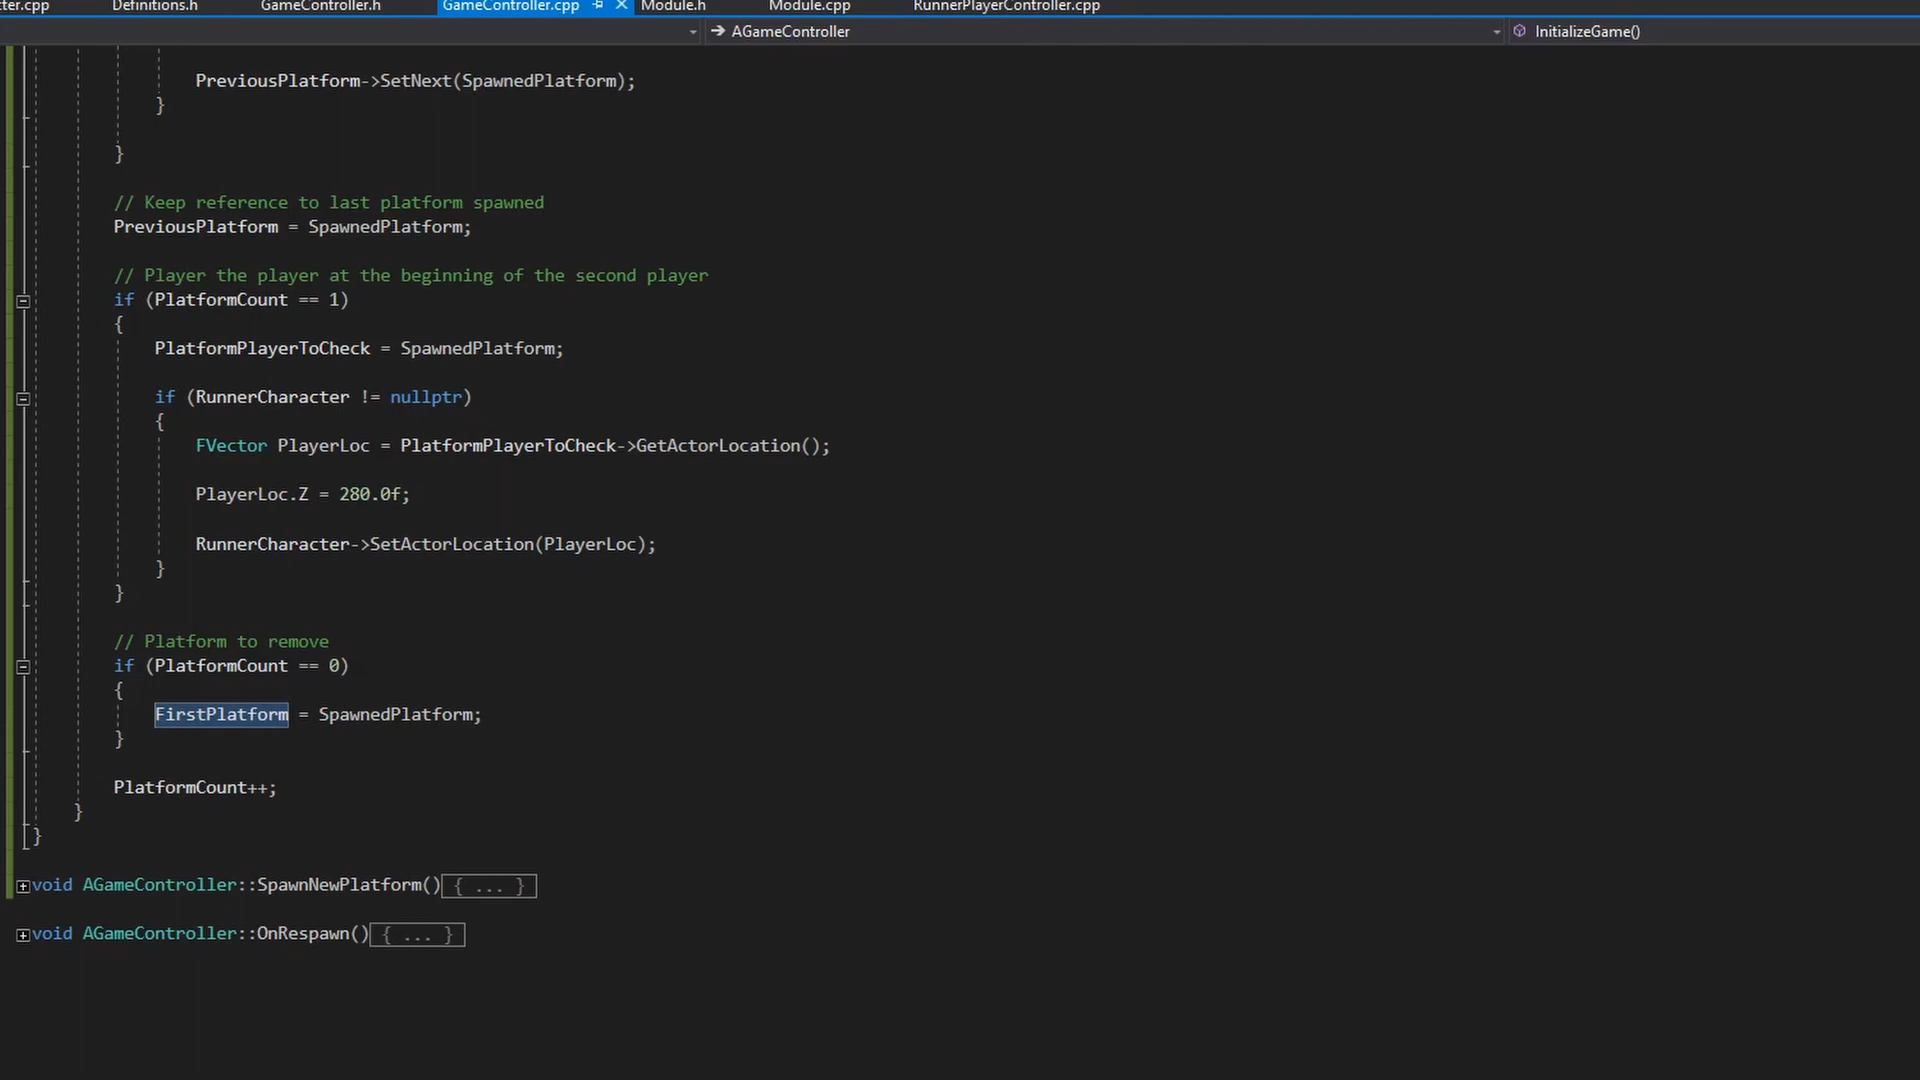 ter.cpp Definitions.h GameController.h GameController.cpp Module.h Module.cpp RunnerPlayerController.cpp
AGameController InitializeGame()
PreviousPlatform->SetNext(SpawnedPlatform);
}
}
// Keep reference to last platform spawned
PreviousPlatform = SpawnedPlatform;
// Player the player at the beginning of the second player
if (PlatformCount == 1)
{
PlatformPlayerToCheck = SpawnedPlatform;
if (RunnerCharacter != nullptr)
{
FVector PlayerLoc = PlatformPlayerToCheck->GetActorLocation();
PlayerLoc.Z = 280.0f;
RunnerCharacter->SetActorLocation(PlayerLoc);
}
}
// Platform to remove
if (PlatformCount == 0)
{
FirstPlatform = SpawnedPlatform;
}
PlatformCount++;
}
}
void AGameController::SpawnNewPlatform(){ ... }
void AGameController::OnRespawn(){ ... }